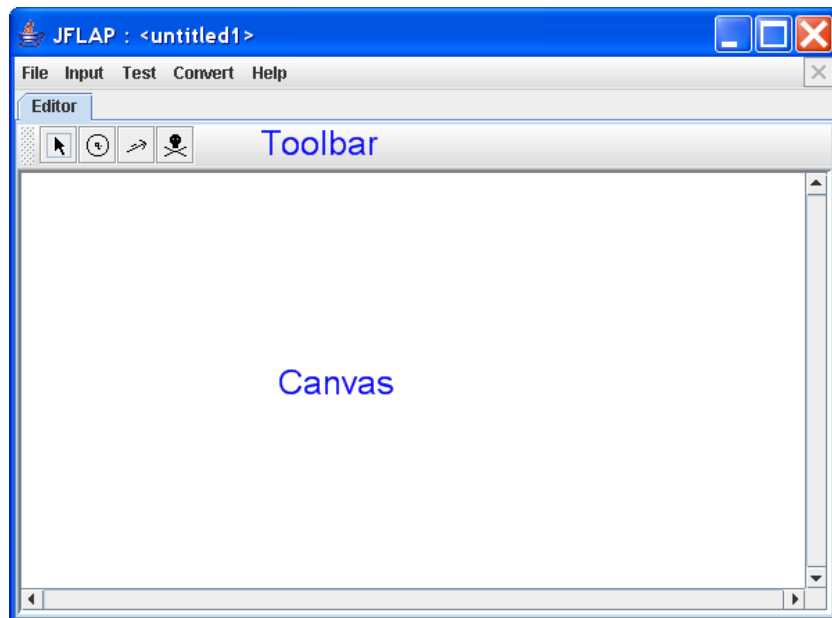 JFLAP : <untitled1>
File Input Test Convert Help
Editor
Toolbar
Canvas